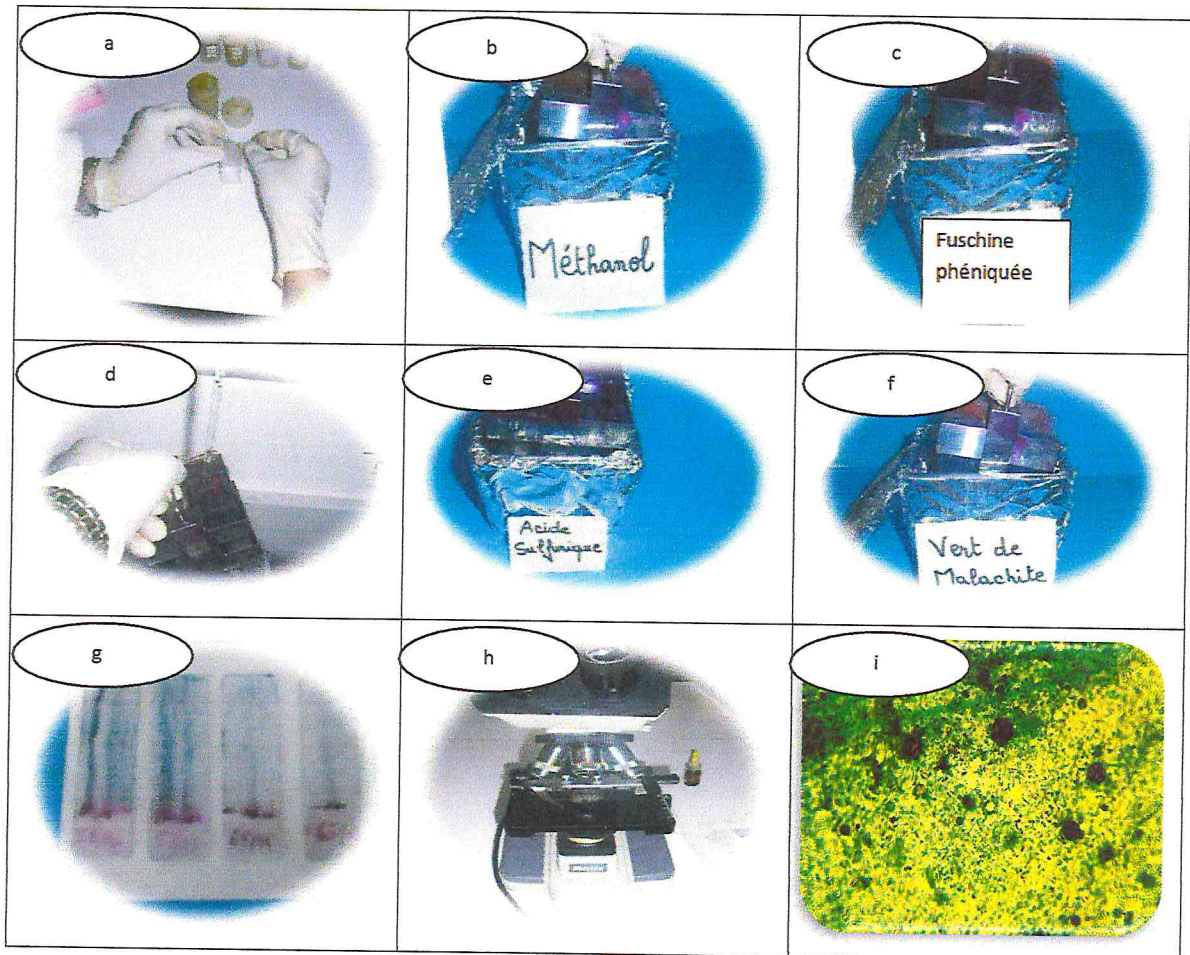 a
b
c
Méthanol
Fuschine
phéniquée
d
e
f
Acide
Sulfurique
Vert de
Malachite
g
h
i